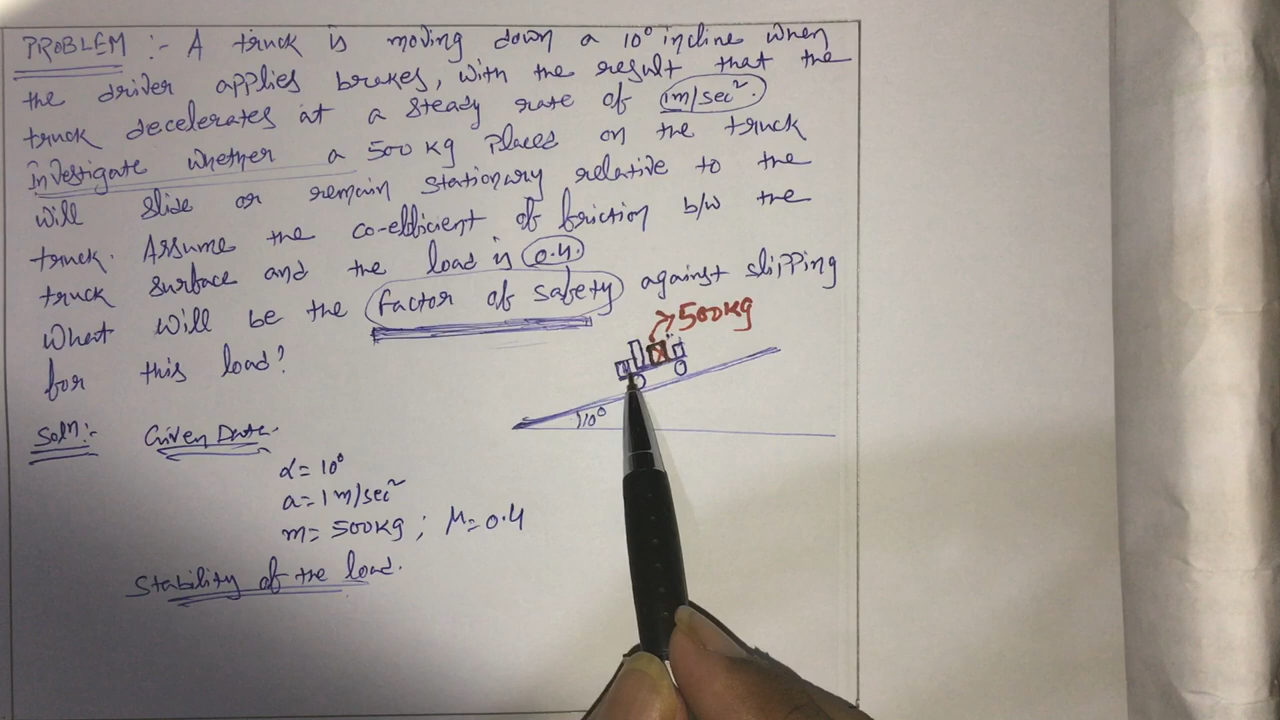 PROBLEM :- A truck is moving down a 10° incline when
the driver applies brakes, with the result that the
truck decelerates at a steady rate of 1m/sec².
Investigate whether a 500 kg places on the truck
will slide or remain stationary relative to the
truck. Assume the co-efficient of friction b/w the
truck surface and the load is 0.4.
What will be the factor of safety against slipping
for this load?
500kg
10°
Soln:- Given Data-
α = 10°
a = 1 m/sec²
m = 500kg ; μ = 0.4
Stability of the load.